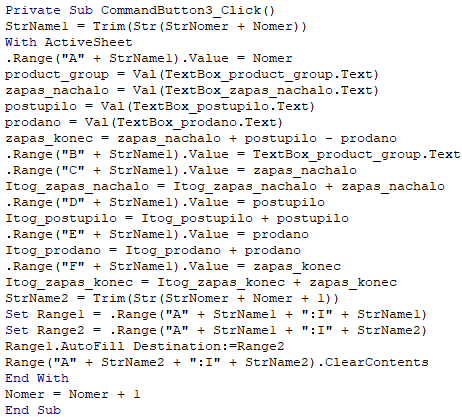 Private Sub CommandButton3_Click()
StrName1 = Trim(Str(StrNomer + Nomer))
With ActiveSheet
.Range("A" + StrName1).Value = Nomer
product_group = Val(TextBox_product_group.Text)
zapas_nachalo = Val(TextBox_zapas_nachalo.Text)
postupilo = Val(TextBox_postupilo.Text)
prodano = Val(TextBox_prodano.Text)
zapas_konec = zapas_nachalo + postupilo - prodano
.Range("B" + StrName1).Value = TextBox_product_group.Text
.Range("C" + StrName1).Value = zapas_nachalo
Itog_zapas_nachalo = Itog_zapas_nachalo + zapas_nachalo
.Range("D" + StrName1).Value = postupilo
Itog_postupilo = Itog_postupilo + postupilo
.Range("E" + StrName1).Value = prodano
Itog_prodano = Itog_prodano + prodano
.Range("F" + StrName1).Value = zapas_konec
Itog_zapas_konec = Itog_zapas_konec + zapas_konec
StrName2 = Trim(Str(StrNomer + Nomer + 1))
Set Range1 = .Range("A" + StrName1 + ":I" + StrName1)
Set Range2 = .Range("A" + StrName1 + ":I" + StrName2)
Range1.AutoFill Destination:=Range2
Range("A" + StrName2 + ":I" + StrName2).ClearContents
End With
Nomer = Nomer + 1
End Sub